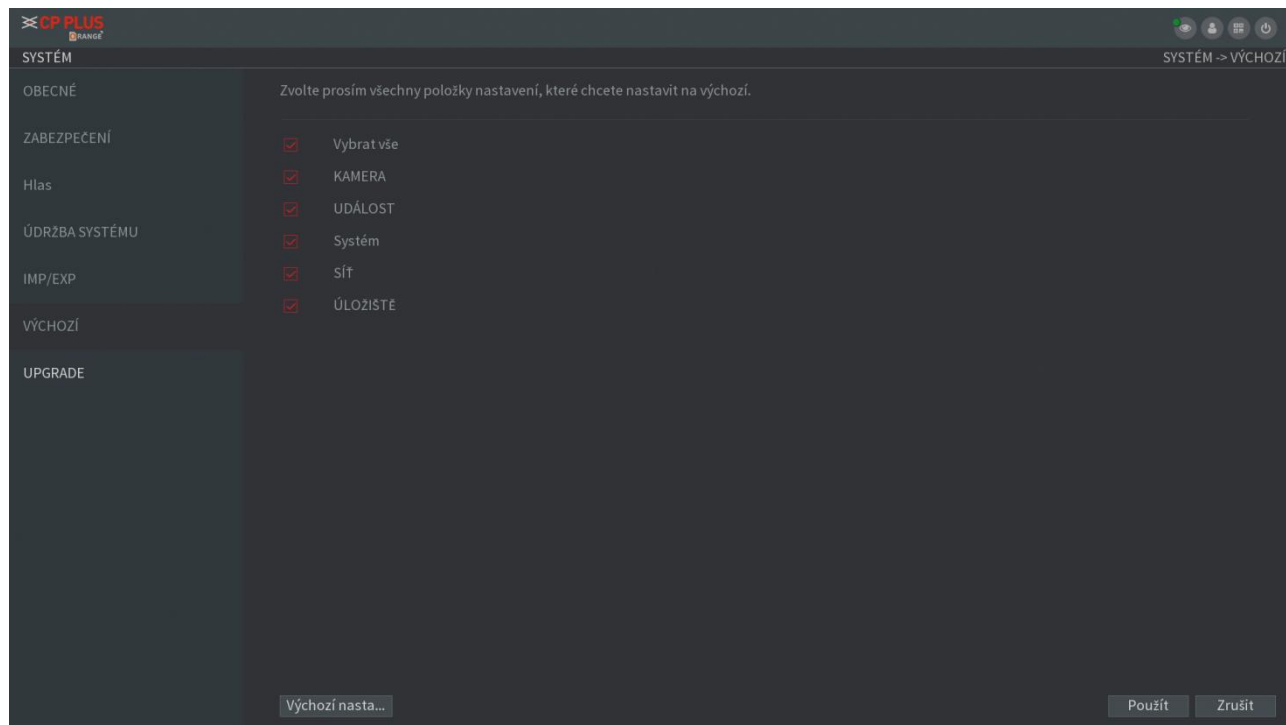 CP PLUS
ORANGE
SYSTÉM
SYSTÉM -> VÝCHOZÍ
OBECNÉ
ZABEZPEČENÍ
Hlas
ÚDRŽBA SYSTÉMU
IMP/EXP
VÝCHOZÍ
UPGRADE
Zvolte prosím všechny položky nastavení, které chcete nastavit na výchozí.
Vybrat vše
KAMERA
UDÁLOST
Systém
SÍŤ
ÚLOŽIŠTĚ
Výchozí nasta...
Použít
Zrušit